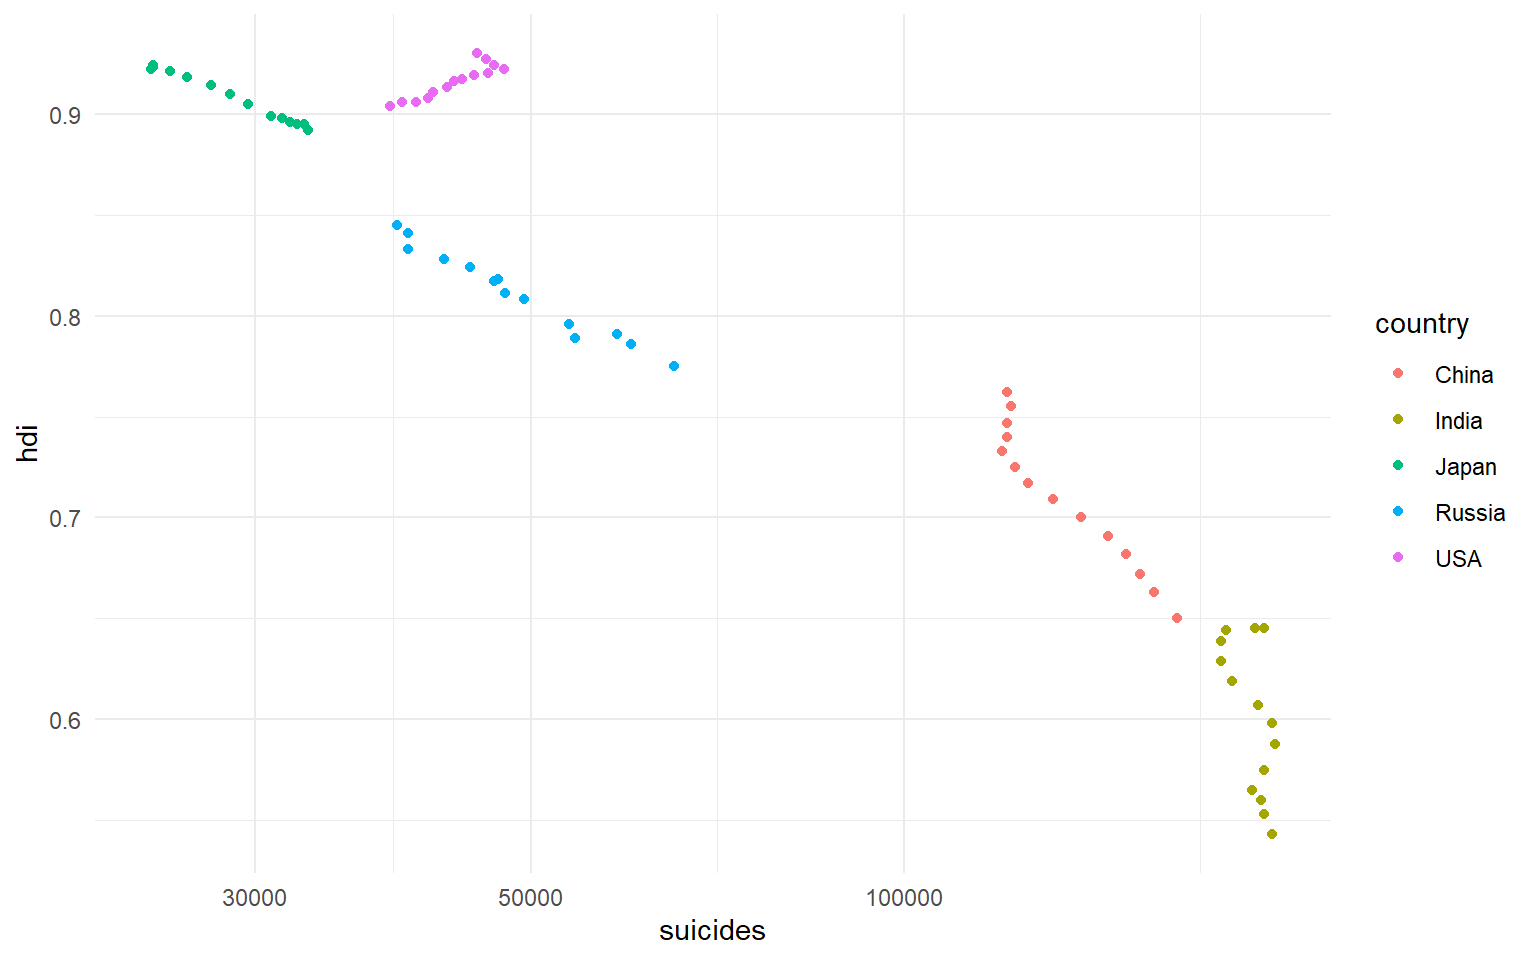 0.9
0.8
0.7
0.6
hdi
30000
50000
100000
suicides
country
China
India
Japan
Russia
USA